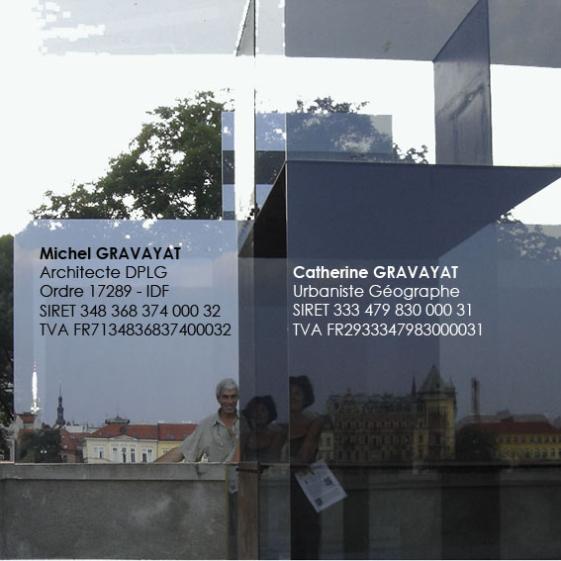 Michel GRAVAYAT
Architecte DPLG
Ordre 17289 - IDF
SIRET 348 368 374 000 32
TVA FR7134836837400032
Catherine GRAVAYAT
Urbaniste Géographe
SIRET 333 479 830 000 31
TVA FR2933347983000031